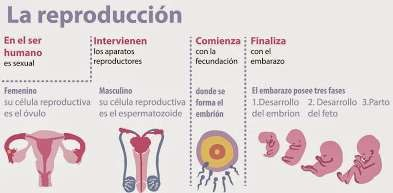 La reproducción
En el ser
humano
es sexual
Intervienen
los aparatos
reproductores
Comienza
con la
fecundación
Finaliza
con el
embarazo
Femenino
su célula reproductiva
es el óvulo
Masculino
su célula reproductiva
es el espermatozoide
donde se
forma el
embrión
El embarazo posee tres fases
1.Desarrollo
del embrion
2. Desarrollo
del feto
3.Parto